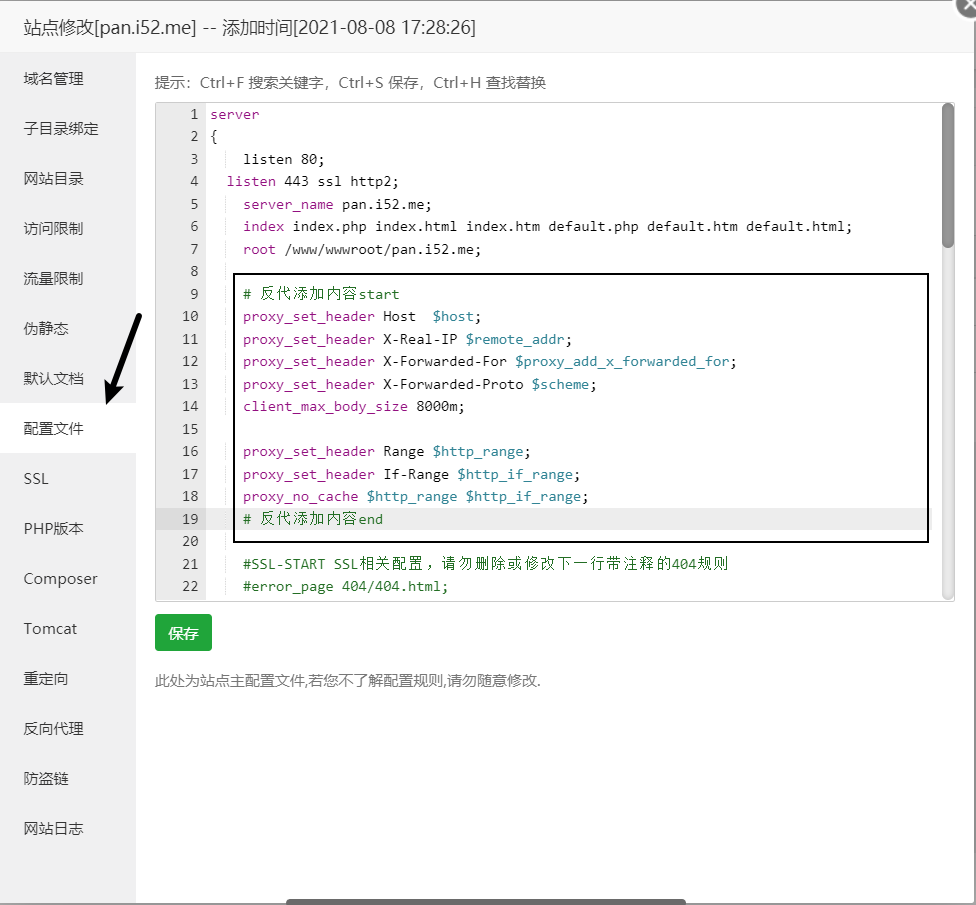 站点修改[pan.i52.me] -- 添加时间[2021-08-08 17:28:26]
域名管理
子目录绑定
网站目录
访问限制
流量限制
伪静态
默认文档
配置文件
SSL
PHP版本
Composer
Tomcat
重定向
反向代理
防盗链
网站日志
提示：Ctrl+F 搜索关键字，Ctrl+S 保存，Ctrl+H 查找替换
1 server
2 {
3 listen 80;
4 listen 443 ssl http2;
5 server_name pan.i52.me;
6 index index.php index.html index.htm default.php default.htm default.html;
7 root /www/wwwroot/pan.i52.me;
8
9 # 反代添加内容start
10 proxy_set_header Host  $host;
11 proxy_set_header X-Real-IP $remote_addr;
12 proxy_set_header X-Forwarded-For $proxy_add_x_forwarded_for;
13 proxy_set_header X-Forwarded-Proto $scheme;
14 client_max_body_size 8000m;
15
16 proxy_set_header Range $http_range;
17 proxy_set_header If-Range $http_if_range;
18 proxy_no_cache $http_range $http_if_range;
19 # 反代添加内容end
20
21 #SSL-START SSL相关配置，请勿删除或修改下一行带注释的404规则
22 #error_page 404/404.html;
保存
此处为站点主配置文件,若您不了解配置规则,请勿随意修改.